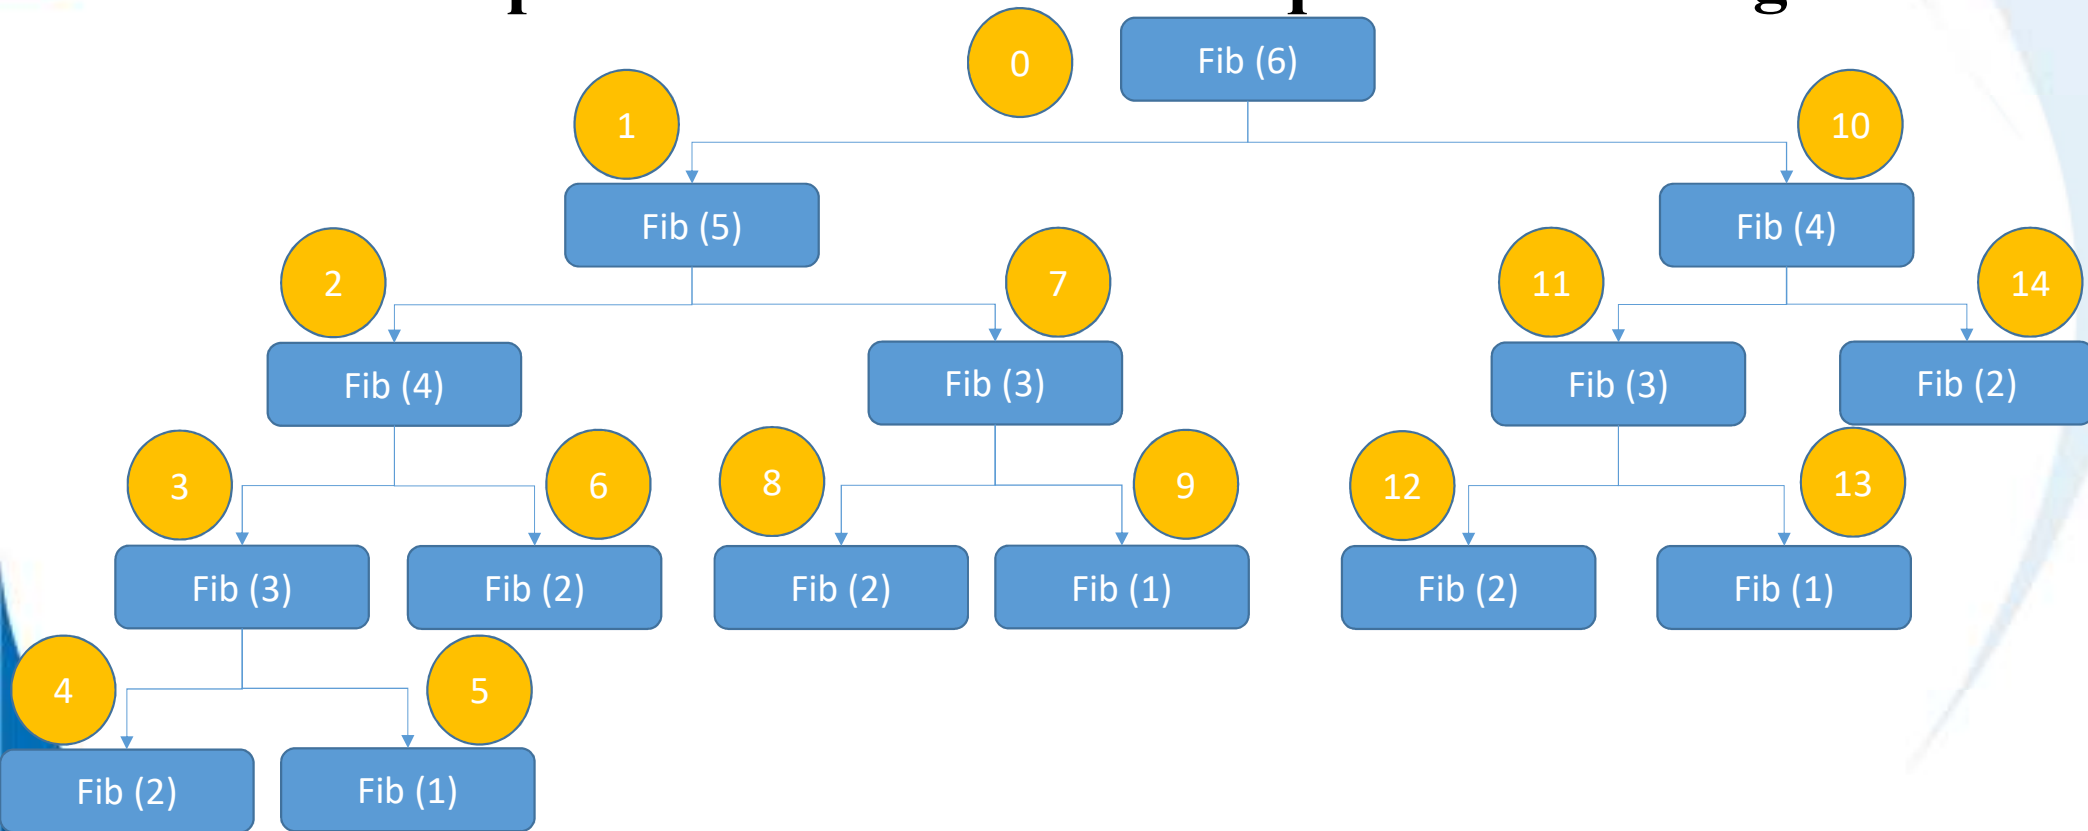 0
Fib (6)
1
10
Fib (5)
Fib (4)
2
7
11
14
Fib (4)
Fib (3)
Fib (3)
Fib (2)
3
6
8
9
12
13
Fib (3)
Fib (2)
Fib (2)
Fib (1)
Fib (2)
Fib (1)
4
5
Fib (2)
Fib (1)